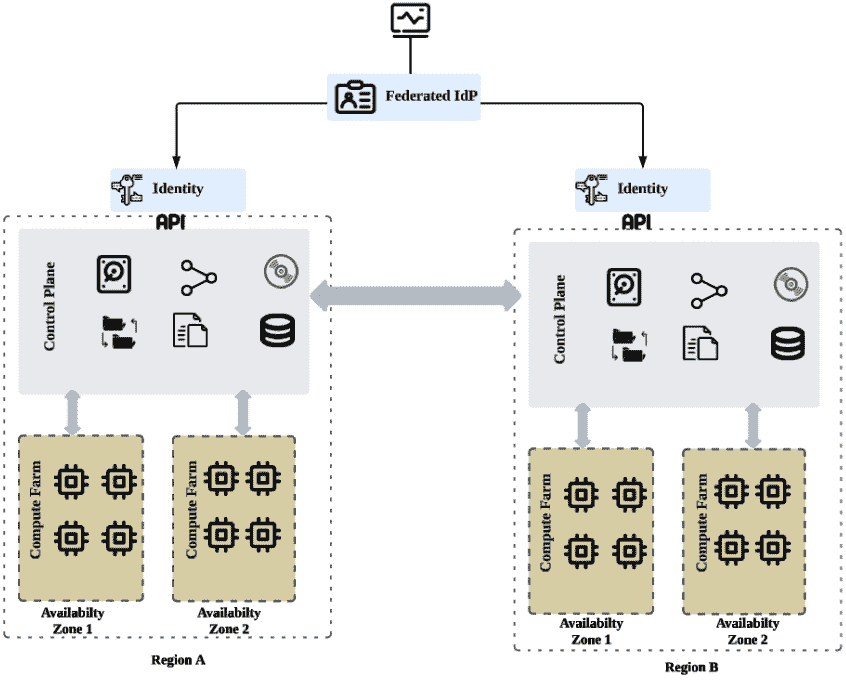 Federated IdP
Identity
Identity
API
API
Control Plane
Control Plane
Compute Farm
Compute Farm
Compute Farm
Compute Farm
Availabilty
Zone 1
Availabilty
Zone 2
Availabilty
Zone 1
Availabilty
Zone 2
Region A
Region B